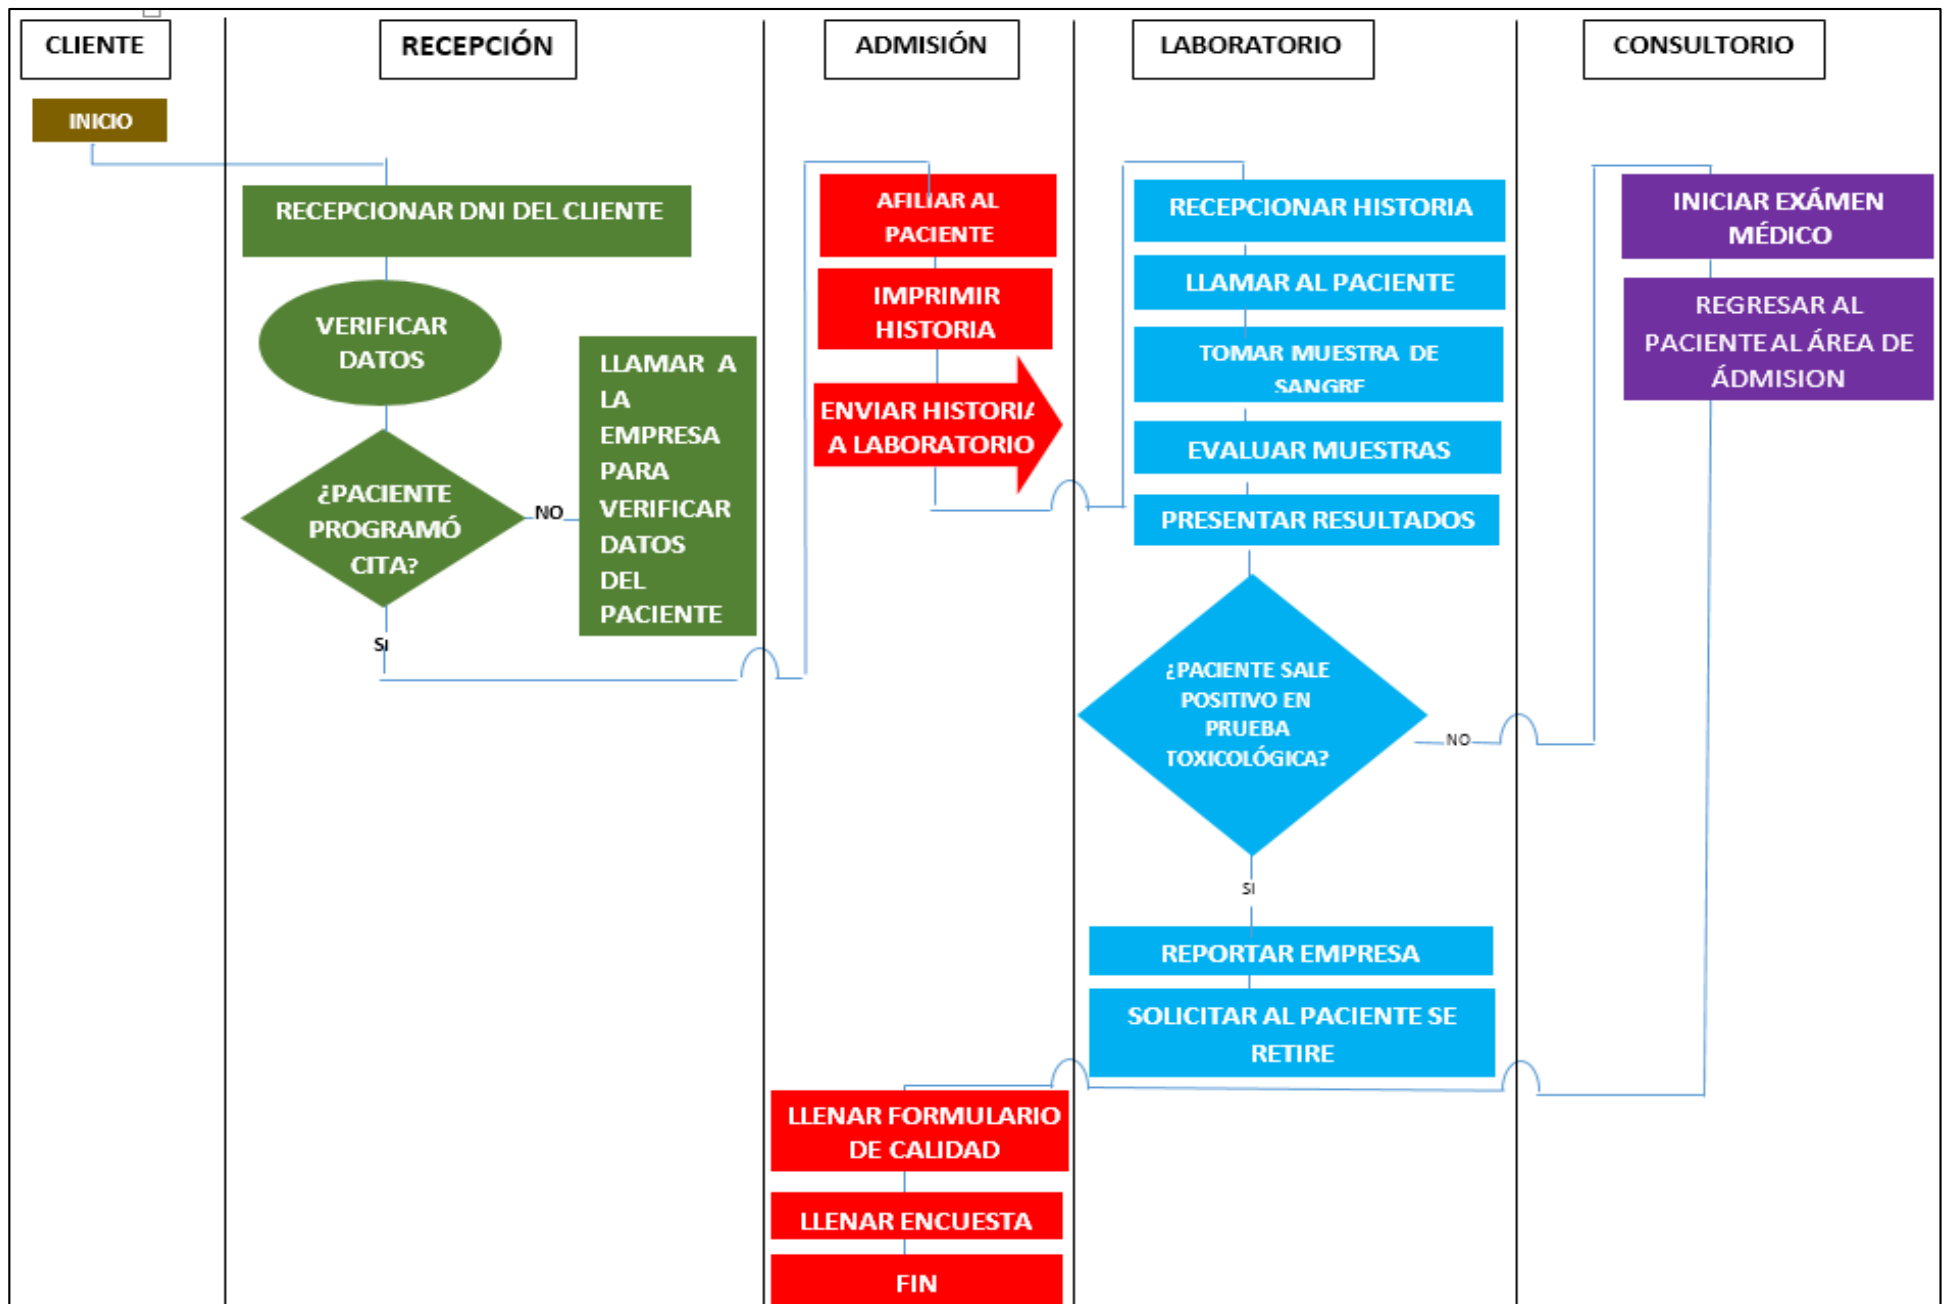 CLIENTE
RECEPCIÓN
ADMISIÓN
LABORATORIO
CONSULTORIO
INICIO
RECEPCIONAR DNI DEL CLIENTE
VERIFICAR
DATOS
¿PACIENTE
PROGRAMÓ
CITA?
NO
SI
LLAMAR A
LA
EMPRESA
PARA
VERIFICAR
DATOS
DEL
PACIENTE
AFILIAR AL
PACIENTE
IMPRIMIR
HISTORIA
ENVIAR HISTORIA
A LABORATORIO
RECEPCIONAR HISTORIA
LLAMAR AL PACIENTE
TOMAR MUESTRA DE
SANGRE
EVALUAR MUESTRAS
PRESENTAR RESULTADOS
¿PACIENTE SALE
POSITIVO EN
PRUEBA
TOXICOLÓGICA?
NO
SI
REPORTAR EMPRESA
SOLICITAR AL PACIENTE SE
RETIRE
INICIAR EXÁMEN
MÉDICO
REGRESAR AL
PACIENTE AL ÁREA DE
ÁDMISION
LLENAR FORMULARIO
DE CALIDAD
LLENAR ENCUESTA
FIN